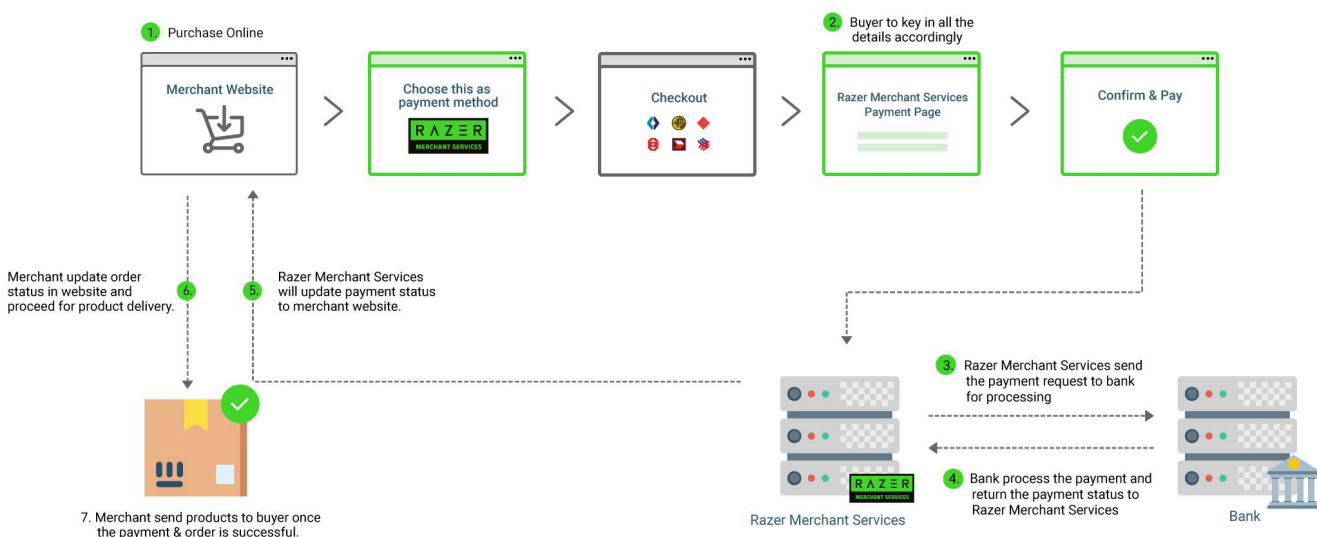 1. Purchase Online
2. Buyer to key in all the
details accordingly
Merchant Website
Choose this as
payment method
RAZER
MERCHANT SERVICES
Checkout
Razer Merchant Services
Payment Page
Confirm & Pay
Merchant update order
status in website and
proceed for product delivery.
6.
5.
Razer Merchant Services
will update payment status
to merchant website.
3. Razer Merchant Services send
the payment request to bank
for processing
4. Bank process the payment and
return the payment status to
Razer Merchant Services
RAZER
MERCHANT SERVICES
Razer Merchant Services
Bank
7. Merchant send products to buyer once
the payment & order is successful.